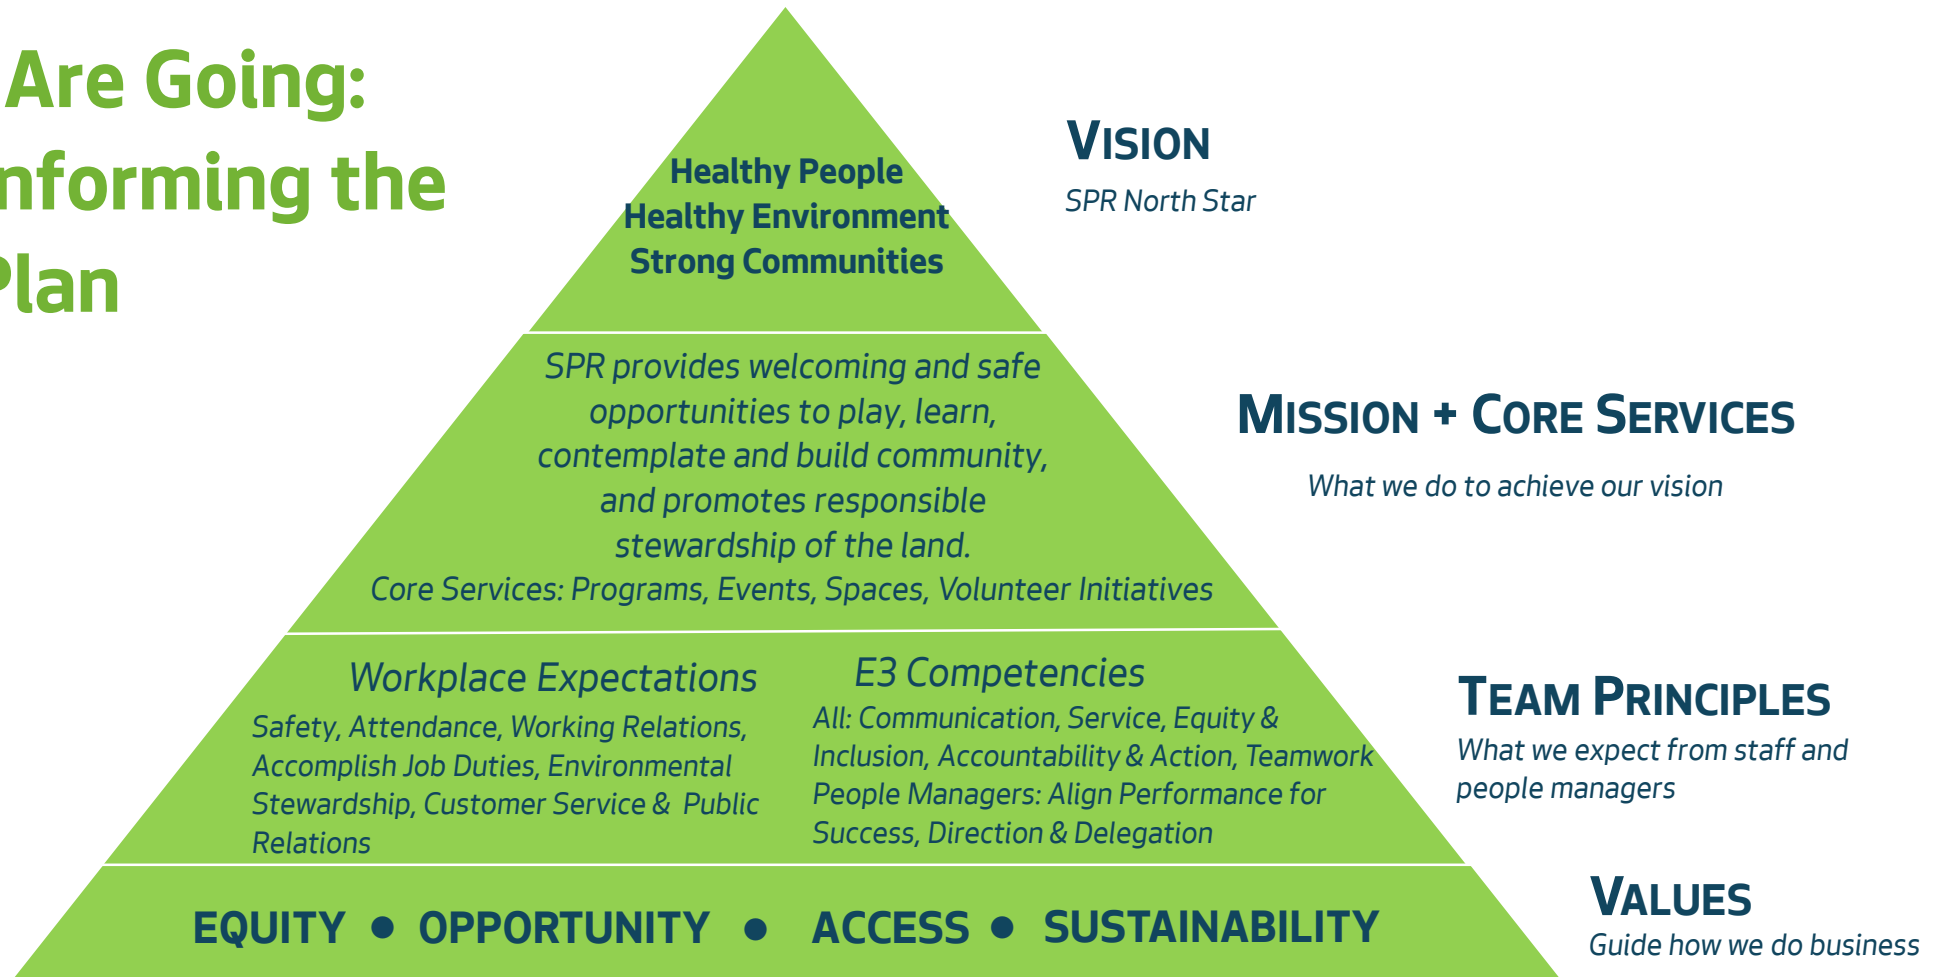 Are Going:
nforming the
Plan
Healthy People
Healthy Environment
Strong Communities
VISION
SPR North Star
SPR provides welcoming and safe
opportunities to play, learn,
contemplate and build community,
and promotes responsible
stewardship of the land.
Core Services: Programs, Events, Spaces, Volunteer Initiatives
MISSION + CORE SERVICES
What we do to achieve our vision
Workplace Expectations
Safety, Attendance, Working Relations,
Accomplish Job Duties, Environmental
Stewardship, Customer Service & Public
Relations
E3 Competencies
All: Communication, Service, Equity &
Inclusion, Accountability & Action, Teamwork
People Managers: Align Performance for
Success, Direction & Delegation
TEAM PRINCIPLES
What we expect from staff and
people managers
EQUITY • OPPORTUNITY • ACCESS • SUSTAINABILITY
VALUES
Guide how we do business